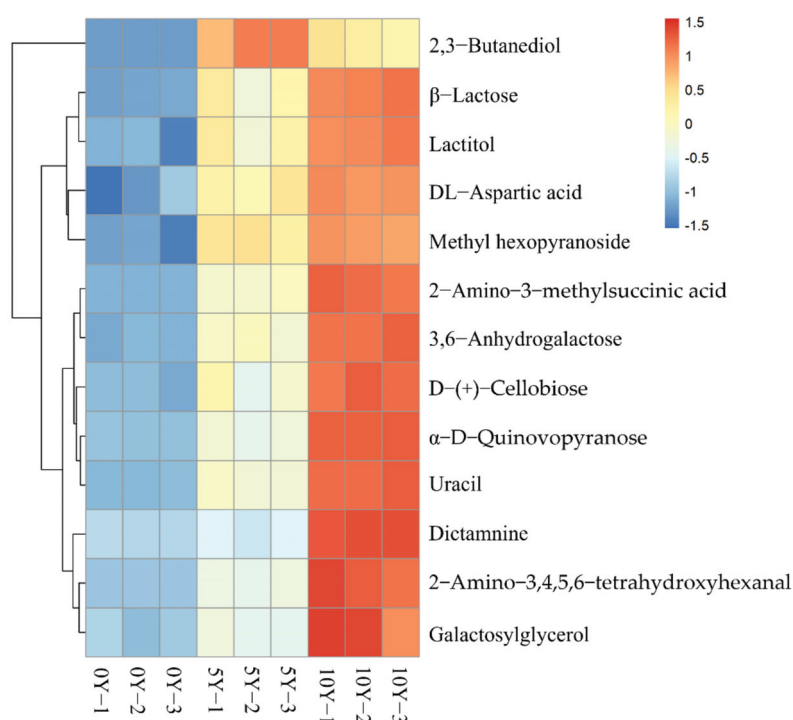 2,3−Butanediol
β−Lactose
Lactitol
DL−Aspartic acid
Methyl hexopyranoside
2−Amino−3−methylsuccinic acid
3,6−Anhydrogalactose
D−(+)−Cellobiose
α−D−Quinovopyranose
Uracil
Dictamnine
2−Amino−3,4,5,6−tetrahydroxyhexanal
Galactosylglycerol
1.5
1
0.5
0
-0.5
-1
-1.5
0Y−1
0Y−2
0Y−3
5Y−1
5Y−2
5Y−3
10Y−1
10Y−2
10Y−3